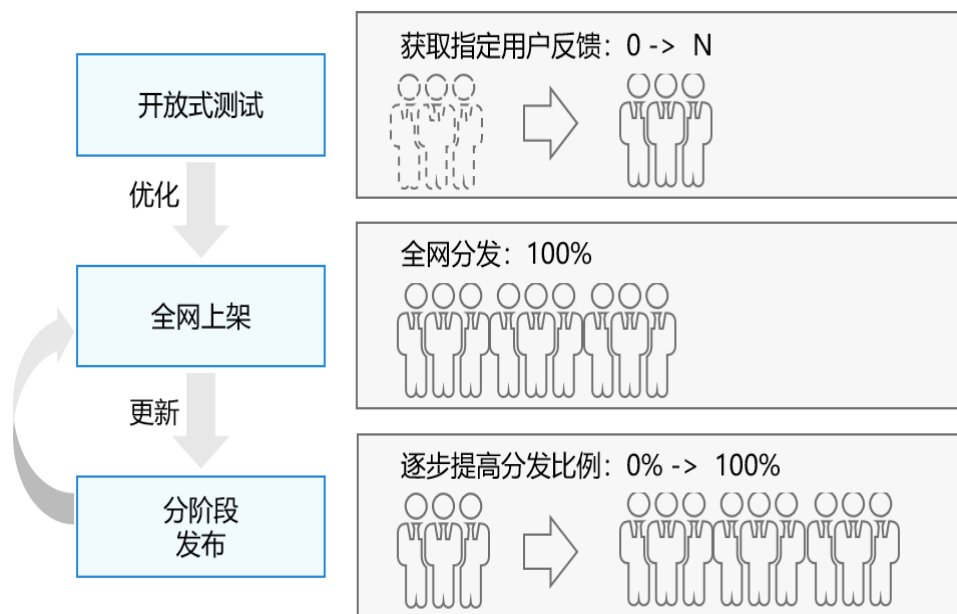 获取指定用户反馈：0 -> N
开放式测试
优化
全网分发：100%
全网上架
更新
逐步提高分发比例：0% -> 100%
分阶段
发布